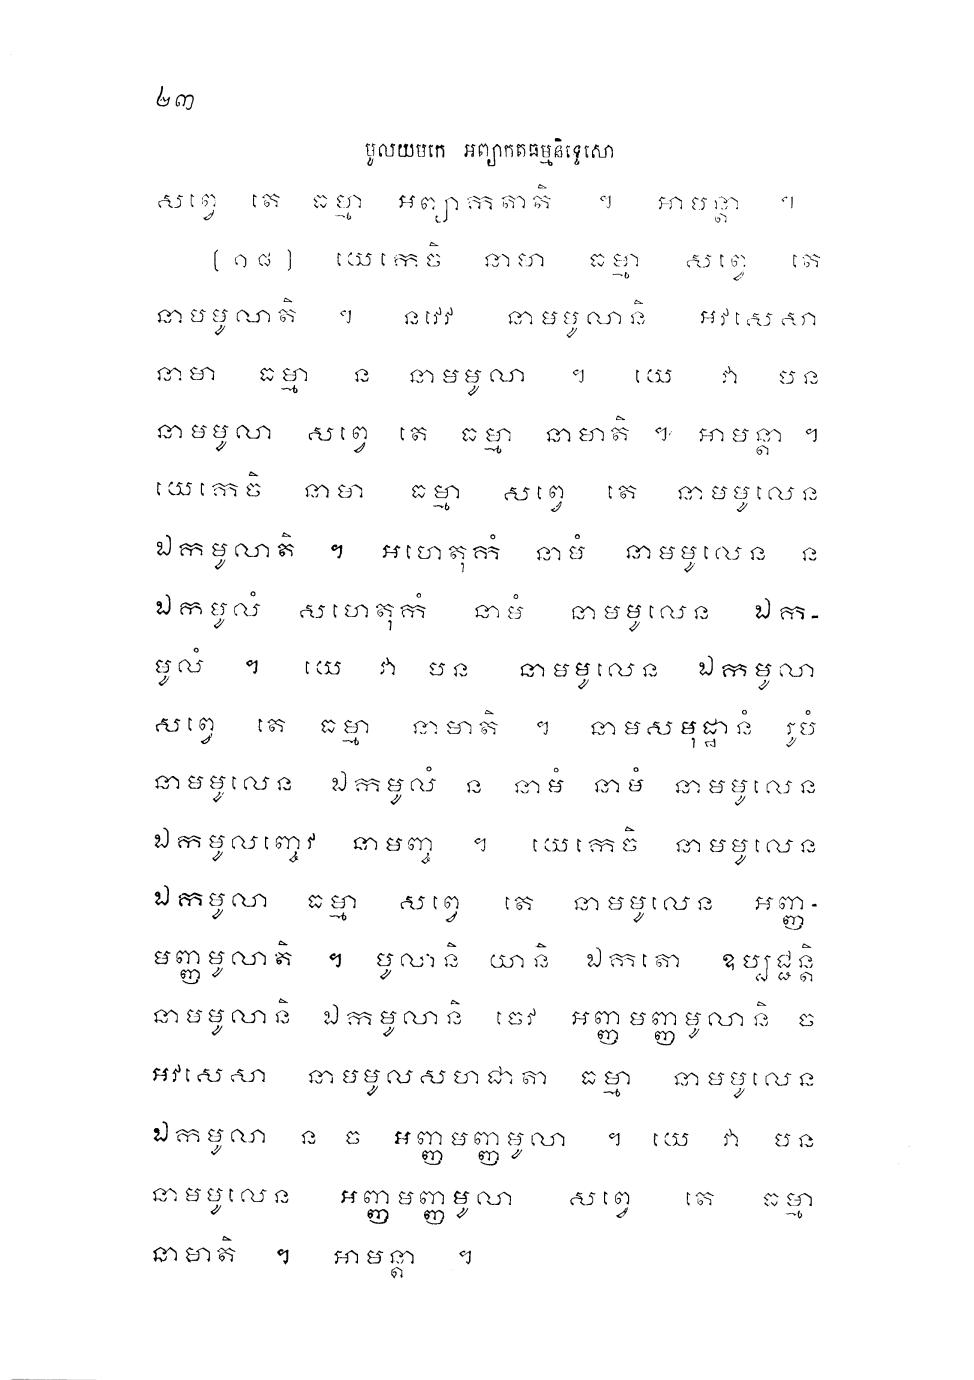 ២៣
មូលយមកេ អព្យាកតធម្មនិទ្ទេសោ
សព្វេ តេ ធម្មា អព្យាកតាតិ ។ អាមន្តា ។
(១៨) យេកេចិ នាមា ធម្មា សព្វេ តេ
នាមមូលាតិ ។ នវេវ នាមមូលានិ អវសេសា
នាមា ធម្មា ន នាមមូលា ។ យេ វា បន
នាមមូលា សព្វេ តេ ធម្មា នាមាតិ ។ អាមន្តា ។
យេកេចិ នាមា ធម្មា សព្វេ តេ នាមមូលេន
ឯកមូលាតិ ។ អហេតុកំ នាមំ នាមមូលេន ន
ឯកមូលំ សហេតុកំ នាមំ នាមមូលេន ឯក-
មូលំ ។ យេ វា បន នាមមូលេន ឯកមូលា
សព្វេ តេ ធម្មា នាមាតិ ។ នាមសមុដ្ឋានំ រូបំ
នាមមូលេន ឯកមូលំ ន នាមំ នាមំ នាមមូលេន
ឯកមូលញ្ចេវ នាមញ្ច ។ យេកេចិ នាមមូលេន
ឯកមូលា ធម្មា សព្វេ តេ នាមមូលេន អញ្ញ-
មញ្ញមូលាតិ ។ មូលានិ យានិ ឯកតោ ឧប្បជ្ជន្តិ
នាមមូលានិ ឯកមូលានិ ចេវ អញ្ញមញ្ញមូលានិ ច
អវសេសា នាមមូលសហជាតា ធម្មា នាមមូលេន
ឯកមូលា ន ច អញ្ញមញ្ញមូលា ។ យេ វា បន
នាមមូលេន អញ្ញមញ្ញមូលា សព្វេ តេ ធម្មា
នាមាតិ ។ អាមន្តា ។